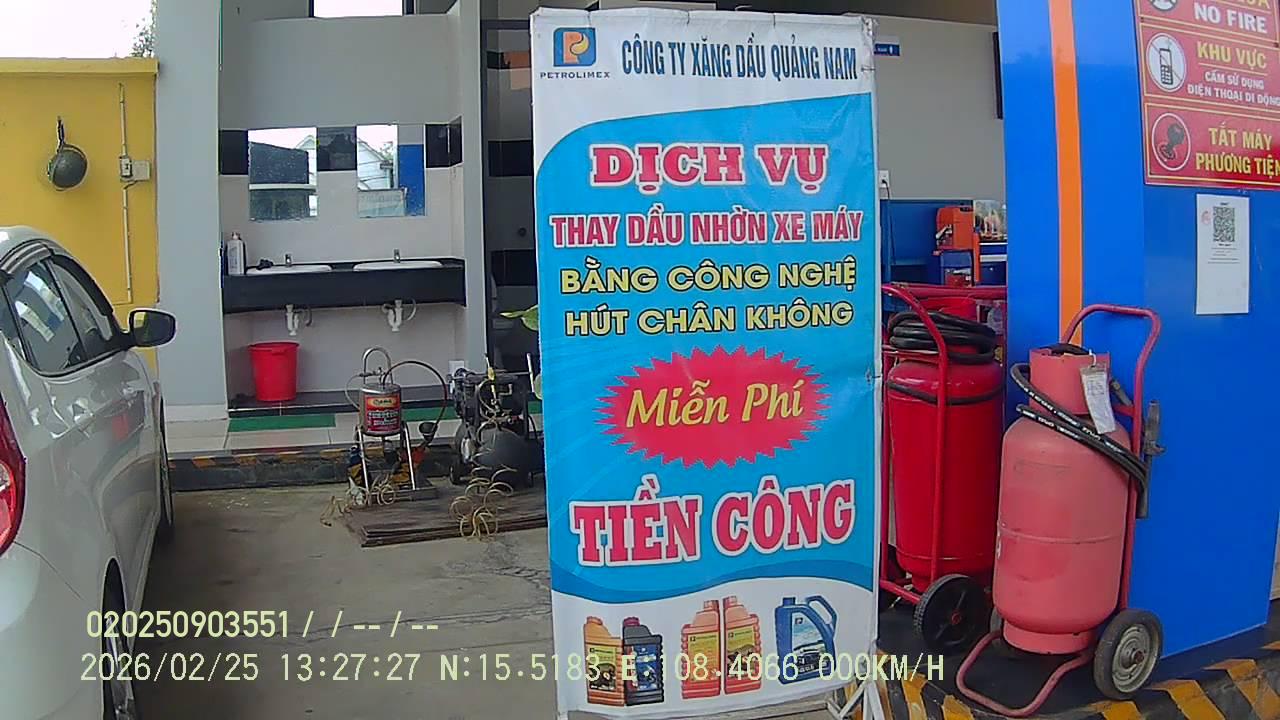 PETROLIMEX
CÔNG TY XĂNG DẦU QUẢNG NAM
DỊCH VỤ
THAY DẦU NHỜN XE MÁY
BẰNG CÔNG NGHỆ
HÚT CHÂN KHÔNG
Miễn Phí
TIỀN CÔNG
NO FIRE
KHU VỰC
CẤM SỬ DỤNG
ĐIỆN THOẠI DI ĐỘNG
TẮT MÁY
PHƯƠNG TIỆN
020250903551 / / -- / --
2026/02/25 13:27:27 N:15.5183 E:108.4066 000KM/H